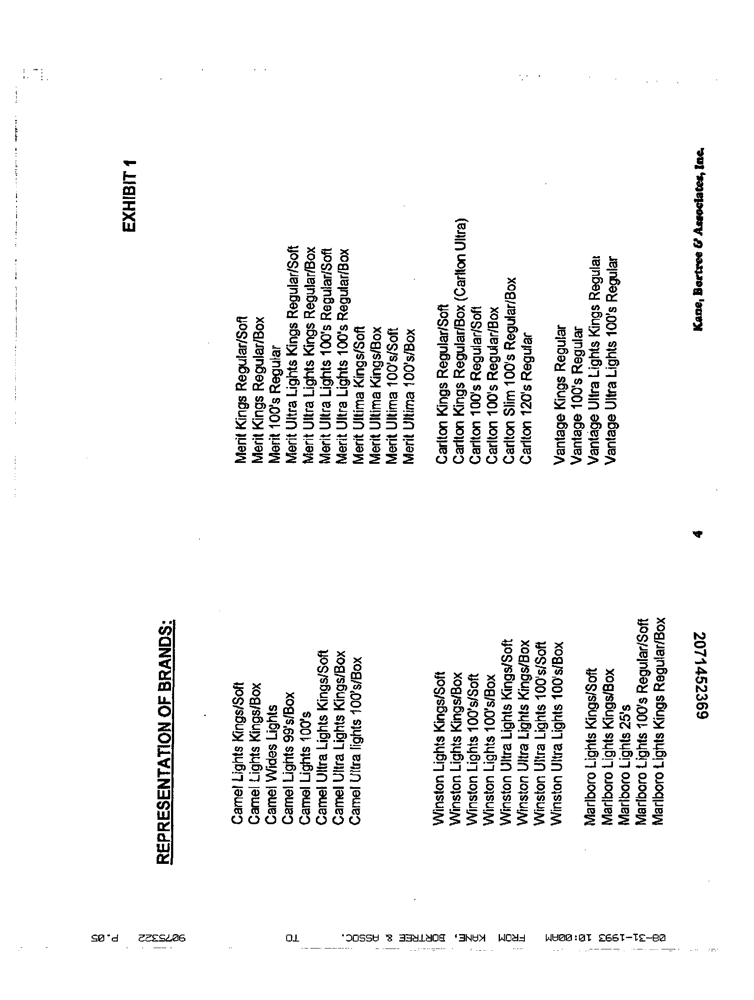 EXHIBIT 1
REPRESENTATION OF BRANDS:
Camel Lights Kings/Soft
Camel Lights Kings/Box
Camel Wides Lights
Camel Lights 99's/Box
Camel Lights 100's
Camel Ultra Lights Kings/Soft
Camel Ultra Lights Kings/Box
Camel Ultra lights 100's/Box
Winston Lights Kings/Soft
Winston Lights Kings/Box
Winston Lights 100's/Soft
Winston Lights 100's/Box
Winston Ultra Lights Kings/Soft
Winston Ultra Lights Kings/Box
Winston Ultra Lights 100's/Soft
Winston Ultra Lights 100's/Box
Marlboro Lights Kings/Soft
Marlboro Lights Kings/Box
Marlboro Lights 25's
Marlboro Lights 100's Regular/Soft
Marlboro Lights Kings Regular/Box
Merit Kings Regular/Soft
Merit Kings Regular/Box
Merit 100's Regular
Merit Ultra Lights Kings Regular/Soft
Merit Ultra Lights Kings Regular/Box
Merit Ultra Lights 100's Regular/Soft
Merit Ultra Lights 100's Regular/Box
Merit Ultima Kings/Soft
Merit Ultima Kings/Box
Merit Ultima 100's/Soft
Merit Ultima 100's/Box
Carlton Kings Regular/Soft
Carlton Kings Regular/Box (Carlton Ultra)
Carlton 100's Regular/Soft
Carlton 100's Regular/Box
Carlton Slim 100's Regular/Box
Carlton 120's Regular
Vantage Kings Regular
Vantage 100's Regular
Vantage Ultra Lights Kings Regular
Vantage Ultra Lights 100's Regular
2071452369
4
Kane, Bortree & Associates, Inc.
08-31-1993 10:00AM FROM KANE, BORTREE & ASSOC. TO 9075322 P.05